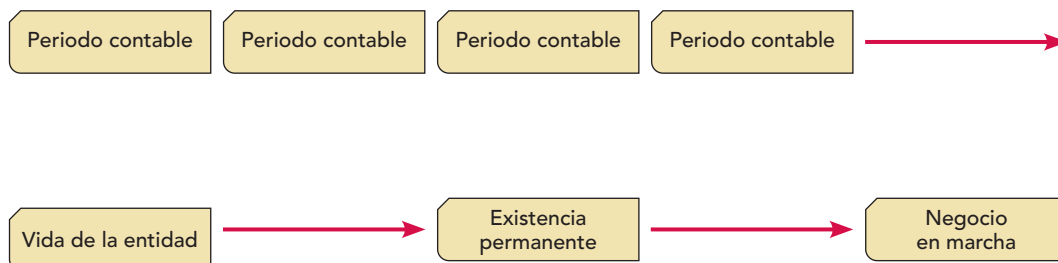 Periodo contable
Periodo contable
Periodo contable
Periodo contable
Vida de la entidad
Existencia
permanente
Negocio
en marcha